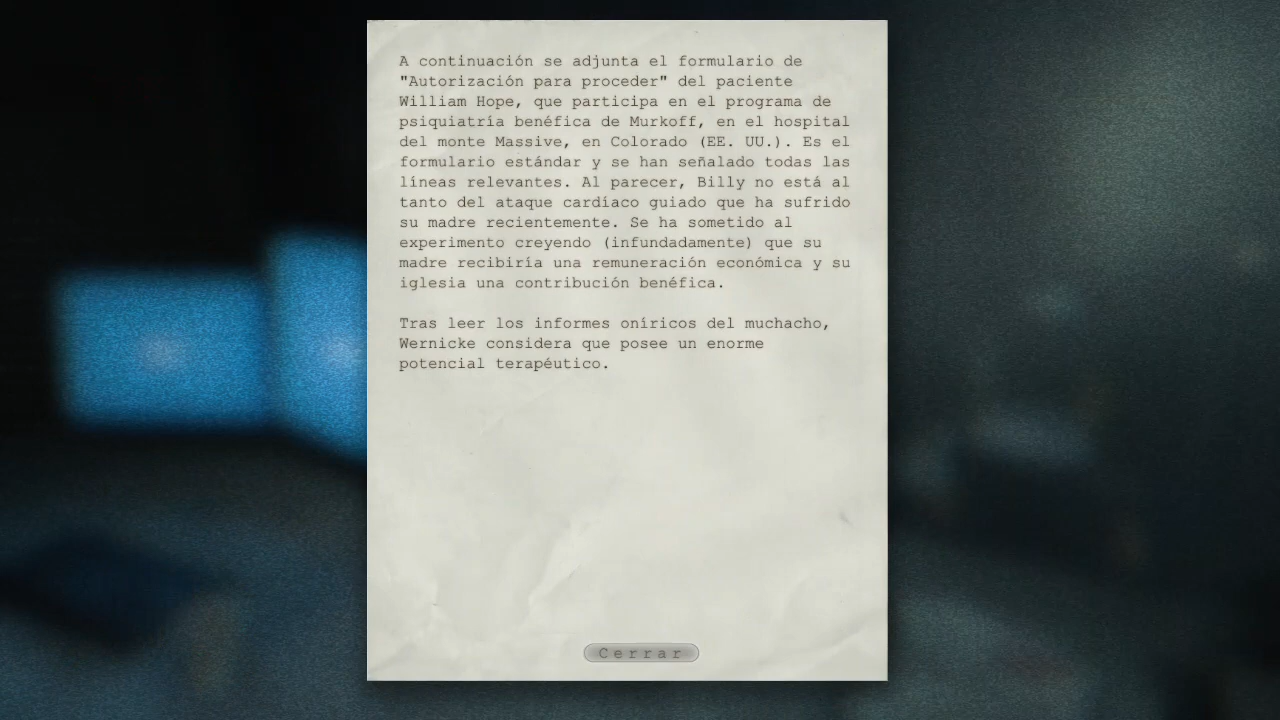 A continuación se adjunta el formulario de
"Autorización para proceder" del paciente
William Hope, que participa en el programa de
psiquiatría benéfica de Murkoff, en el hospital
del monte Massive, en Colorado (EE. UU.). Es el
formulario estándar y se han señalado todas las
líneas relevantes. Al parecer, Billy no está al
tanto del ataque cardíaco guiado que ha sufrido
su madre recientemente. Se ha sometido al
experimento creyendo (infundadamente) que su
madre recibiría una remuneración económica y su
iglesia una contribución benéfica.
Tras leer los informes oníricos del muchacho,
Wernicke considera que posee un enorme
potencial terapéutico.
Cerrar